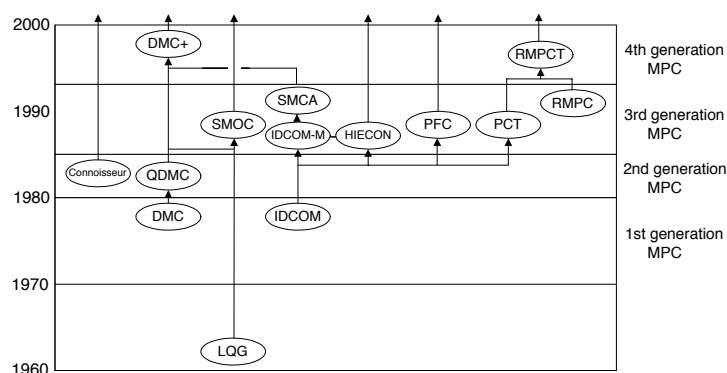 2000
DMC+
RMPCT
4th generation
MPC
1990
SMCA
RMPC
SMOC
IDCOM-M
HIECON
PFC
PCT
3rd generation
MPC
Connoisseur
QDMC
2nd generation
MPC
1980
DMC
IDCOM
1st generation
MPC
1970
LQG
1960